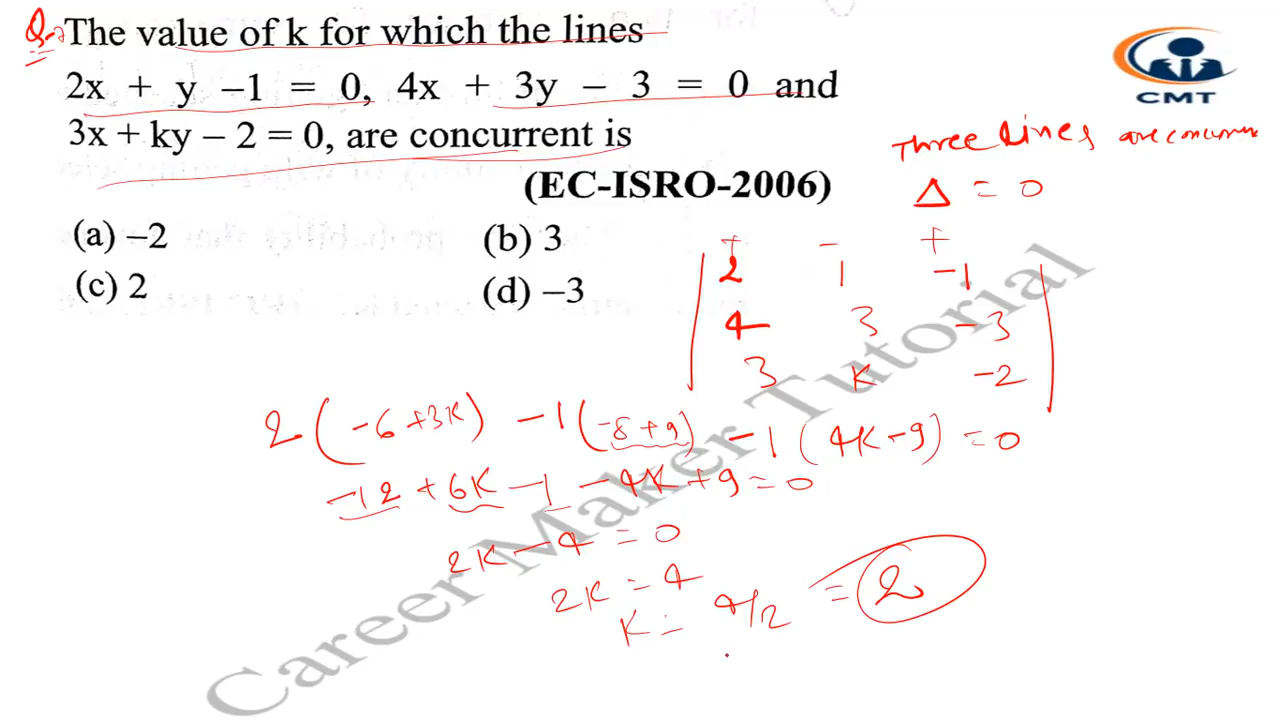 Q→ The value of k for which the lines
2x + y –1 = 0, 4x + 3y – 3 = 0 and
3x + ky – 2 = 0, are concurrent is
(EC-ISRO-2006)
(a) –2 (b) 3
(c) 2 (d) –3
CMT
Three Lines are concurren
Δ = 0
+ – +
2 1 –1
4 3 –3
3 k –2
2(-6+3k) -1(-8+9) -1(4k-9) =0
-12 +6k -1 -4k +9 =0
2k -4 =0
2k =4
k = 4/2 = 2
Career Maker Tutorial